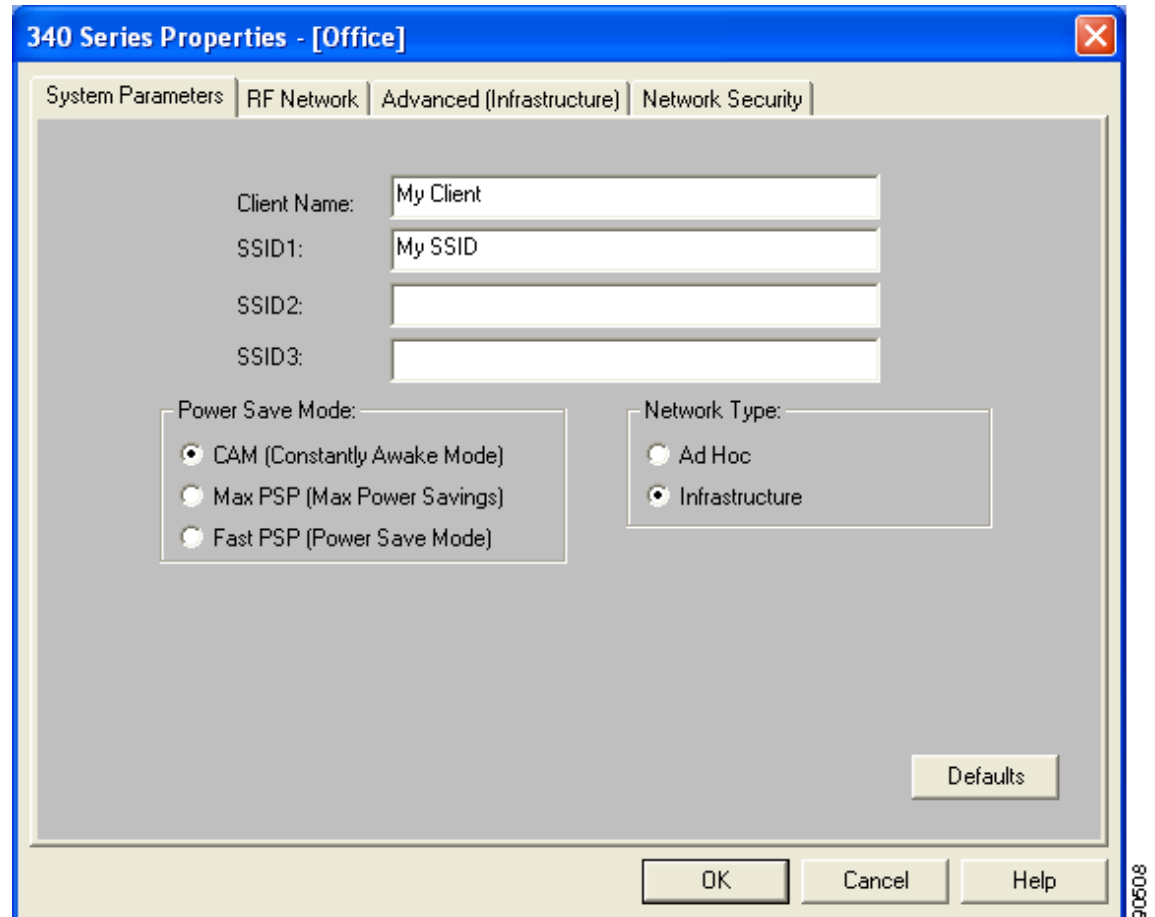 340 Series Properties - [Office]
System Parameters
RF Network
Advanced (Infrastructure)
Network Security
Client Name:
My Client
SSID1:
My SSID
SSID2:
SSID3:
Power Save Mode:
CAM (Constantly Awake Mode)
Max PSP (Max Power Savings)
Fast PSP (Power Save Mode)
Network Type:
Ad Hoc
Infrastructure
Defaults
OK
Cancel
Help
90508